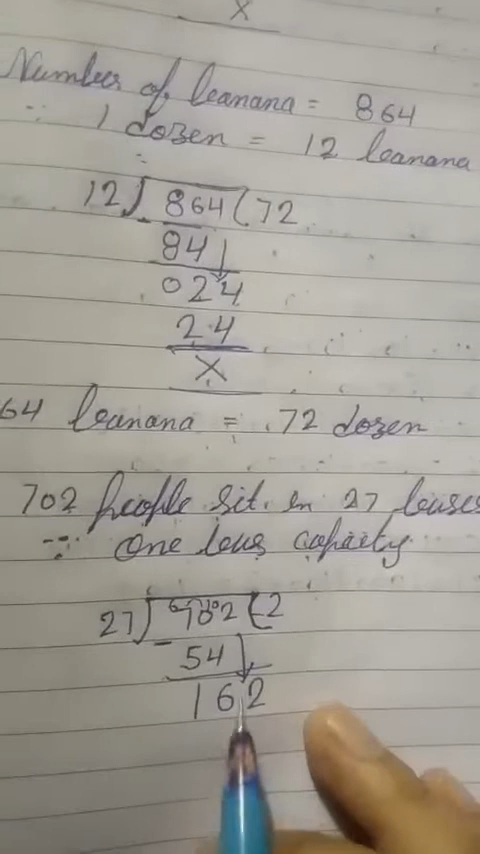 x
Number of banana = 864
∵ 1 dozen = 12 banana
12 ) 864 ( 72
84↓
024
24
x
64 banana = 72 dozen
702 people sit in 27 buses
∵ One bus capacity
27 ) 702 ( 2
- 54↓
162